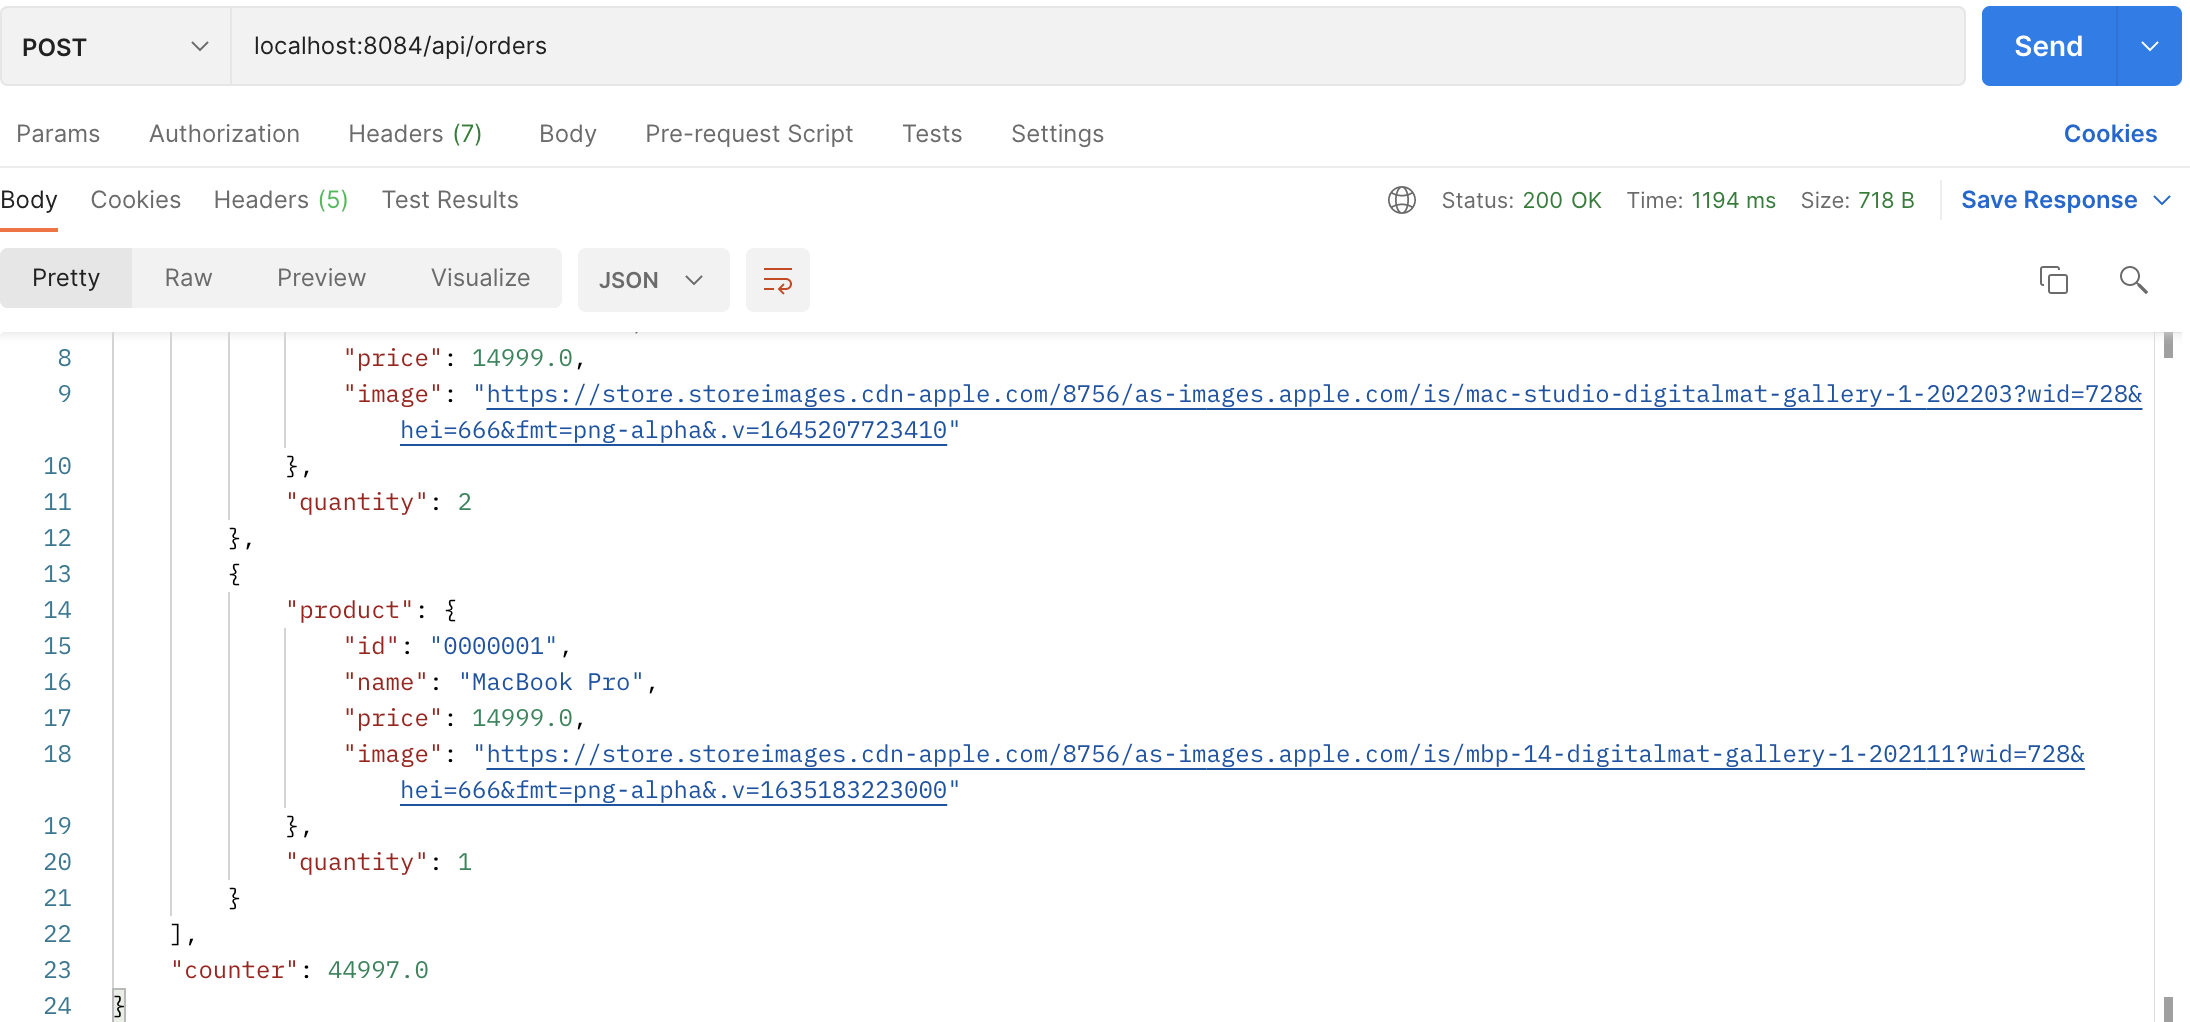 POST
localhost:8084/api/orders
Send
Params Authorization Headers (7) Body Pre-request Script Tests Settings Cookies
Body Cookies Headers (5) Test Results Status: 200 OK Time: 1194 ms Size: 718 B Save Response
Pretty Raw Preview Visualize JSON
8 "price": 14999.0,
9 "image": "https://store.storeimages.cdn-apple.com/8756/as-images.apple.com/is/mac-studio-digitalmat-gallery-1-202203?wid=728&
hei=666&fmt=png-alpha&.v=1645207723410"
10 },
11 "quantity": 2
12 },
13 {
14 "product": {
15 "id": "0000001",
16 "name": "MacBook Pro",
17 "price": 14999.0,
18 "image": "https://store.storeimages.cdn-apple.com/8756/as-images.apple.com/is/mbp-14-digitalmat-gallery-1-202111?wid=728&
hei=666&fmt=png-alpha&.v=1635183223000"
19 },
20 "quantity": 1
21 }
22 ],
23 "counter": 44997.0
24 }